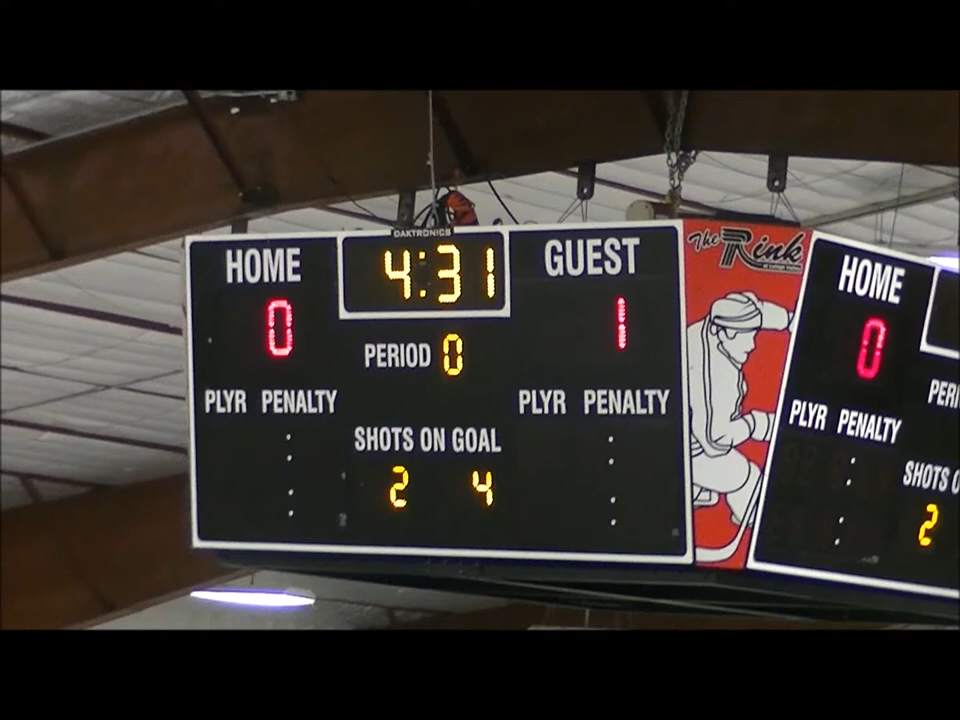 DAKTRONICS
HOME 4:31 GUEST
0 1
PERIOD 0
PLYR PENALTY PLYR PENALTY
SHOTS ON GOAL
2 4
The Rink
HOME
0
PERI
PLYR PENALTY
SHOTS O
2